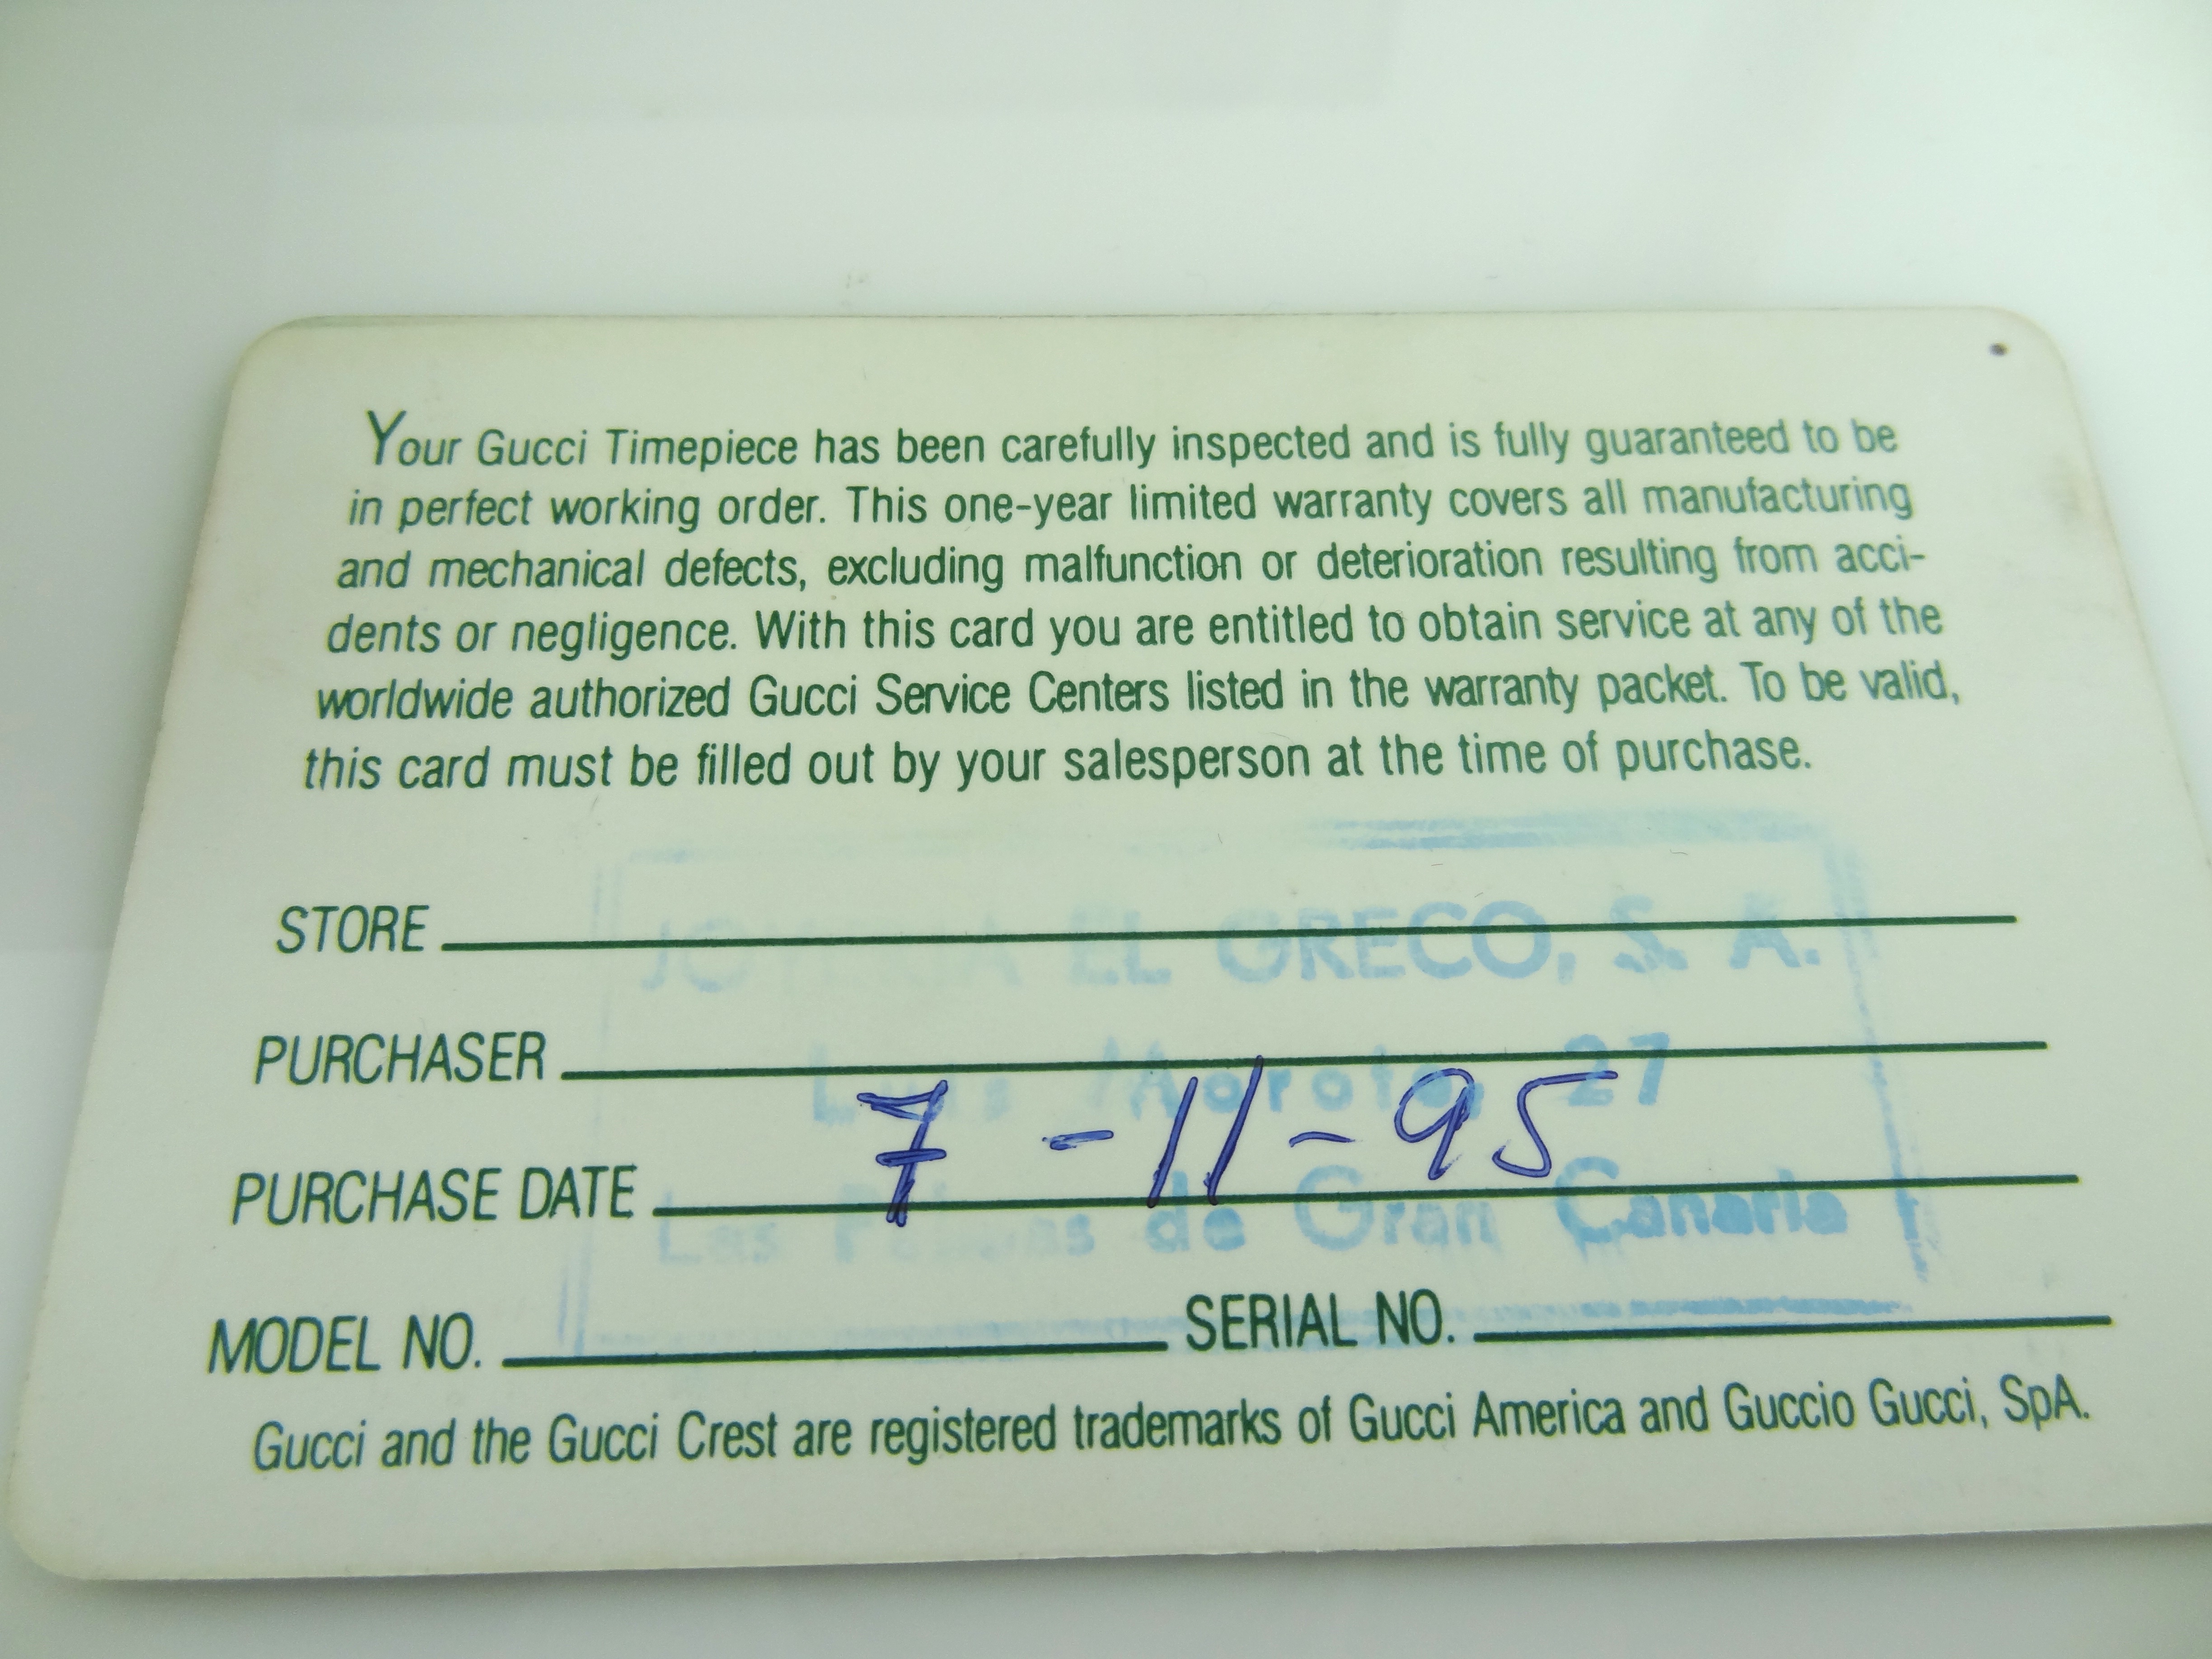 Your Gucci Timepiece has been carefully inspected and is fully guaranteed to be
in perfect working order. This one-year limited warranty covers all manufacturing
and mechanical defects, excluding malfunction or deterioration resulting from acci-
dents or negligence. With this card you are entitled to obtain service at any of the
worldwide authorized Gucci Service Centers listed in the warranty packet. To be valid,
this card must be filled out by your salesperson at the time of purchase.
STORE
JOYERIA EL GRECO, S. A.
PURCHASER
Luis Morote, 27
PURCHASE DATE 7-11-95
Las Palmas de Gran Canaria
MODEL NO. SERIAL NO.
Gucci and the Gucci Crest are registered trademarks of Gucci America and Guccio Gucci, SpA.